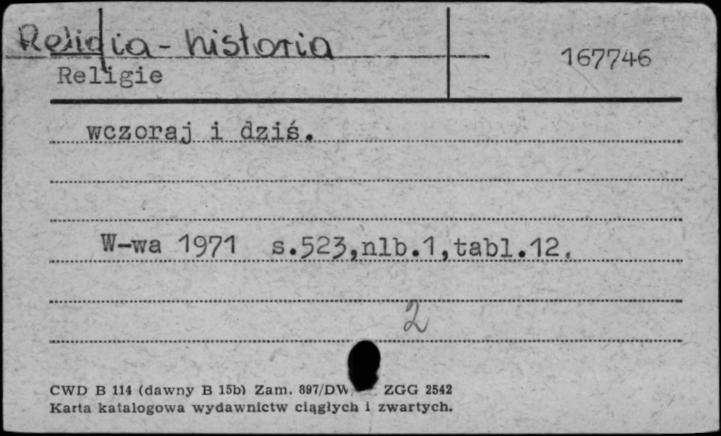 Religia - historia
167746
Religie
wczoraj i dziś.
W-wa 1971 s.523,nlb.1,tabl.12.
2
CWD B 114 (dawny B 15b) Zam. 897/DW ZGG 2542
Karta katalogowa wydawnictw ciągłych i zwartych.